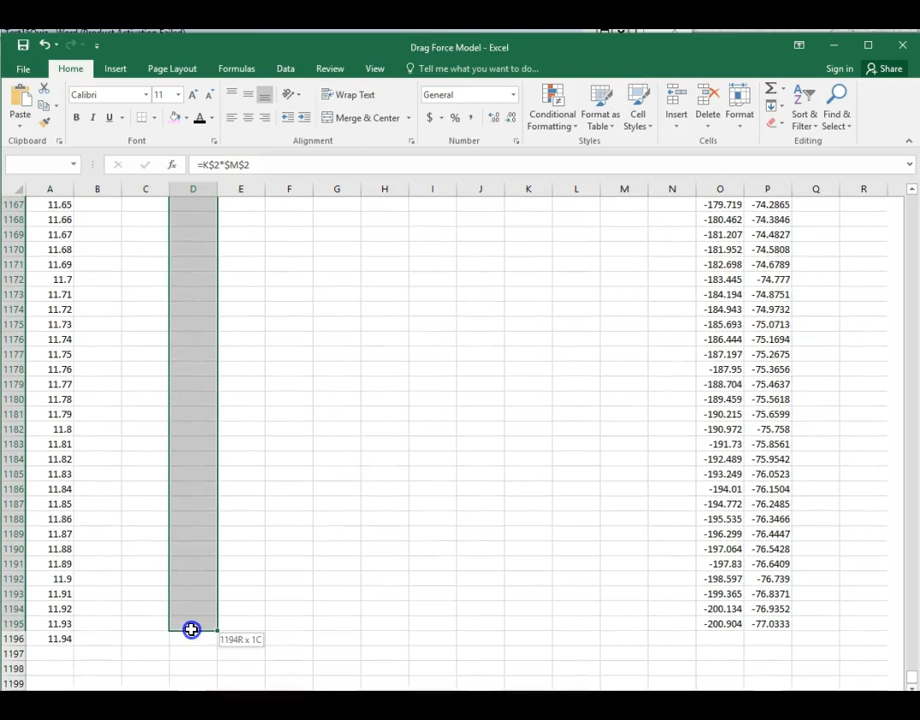 Test15Quiz - Word (Product Activation Failed)
Drag Force Model - Excel
File Home Insert Page Layout Formulas Data Review View Tell me what you want to do... Sign in Share
Paste Calibri 11 A A Wrap Text General Conditional Formatting Format as Table Cell Styles Insert Delete Format Sort & Filter Find & Select
B I U A Merge & Center $ % ,
Clipboard Font Alignment Number Styles Cells Editing
fx =K$2*$M$2
A B C D E F G H I J K L M N O P Q R
1167 11.65 -179.719 -74.2865
1168 11.66 -180.462 -74.3846
1169 11.67 -181.207 -74.4827
1170 11.68 -181.952 -74.5808
1171 11.69 -182.698 -74.6789
1172 11.7 -183.445 -74.777
1173 11.71 -184.194 -74.8751
1174 11.72 -184.943 -74.9732
1175 11.73 -185.693 -75.0713
1176 11.74 -186.444 -75.1694
1177 11.75 -187.197 -75.2675
1178 11.76 -187.95 -75.3656
1179 11.77 -188.704 -75.4637
1180 11.78 -189.459 -75.5618
1181 11.79 -190.215 -75.6599
1182 11.8 -190.972 -75.758
1183 11.81 -191.73 -75.8561
1184 11.82 -192.489 -75.9542
1185 11.83 -193.249 -76.0523
1186 11.84 -194.01 -76.1504
1187 11.85 -194.772 -76.2485
1188 11.86 -195.535 -76.3466
1189 11.87 -196.299 -76.4447
1190 11.88 -197.064 -76.5428
1191 11.89 -197.83 -76.6409
1192 11.9 -198.597 -76.739
1193 11.91 -199.365 -76.8371
1194 11.92 -200.134 -76.9352
1195 11.93 -200.904 -77.0333
1196 11.94 1194R x 1C
1197
1198
1199